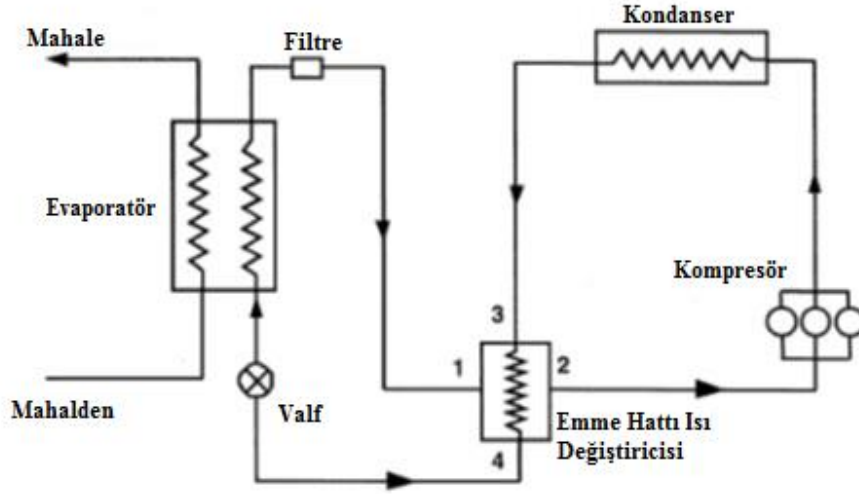 Kondanser
Mahale
Filtre
Evaporatör
Kompresör
3
1
2
Mahalden
Valf
Emme Hattı Isı
Değiştiricisi
4